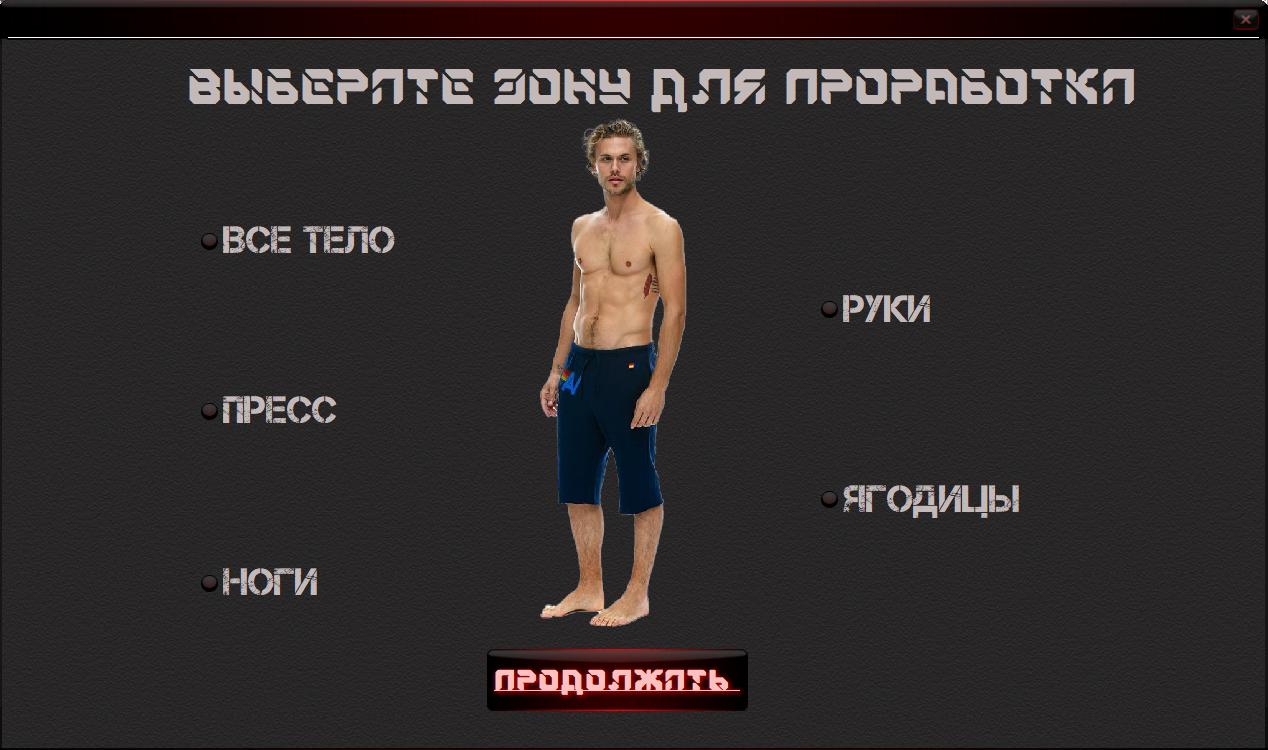 ВЫБЕРИТЕ ЗОНУ ДЛЯ ПРОРАБОТКИ
ВСЕ ТЕЛО
РУКИ
ПРЕСС
ЯГОДИЦЫ
НОГИ
ПРОДОЛЖИТЬ